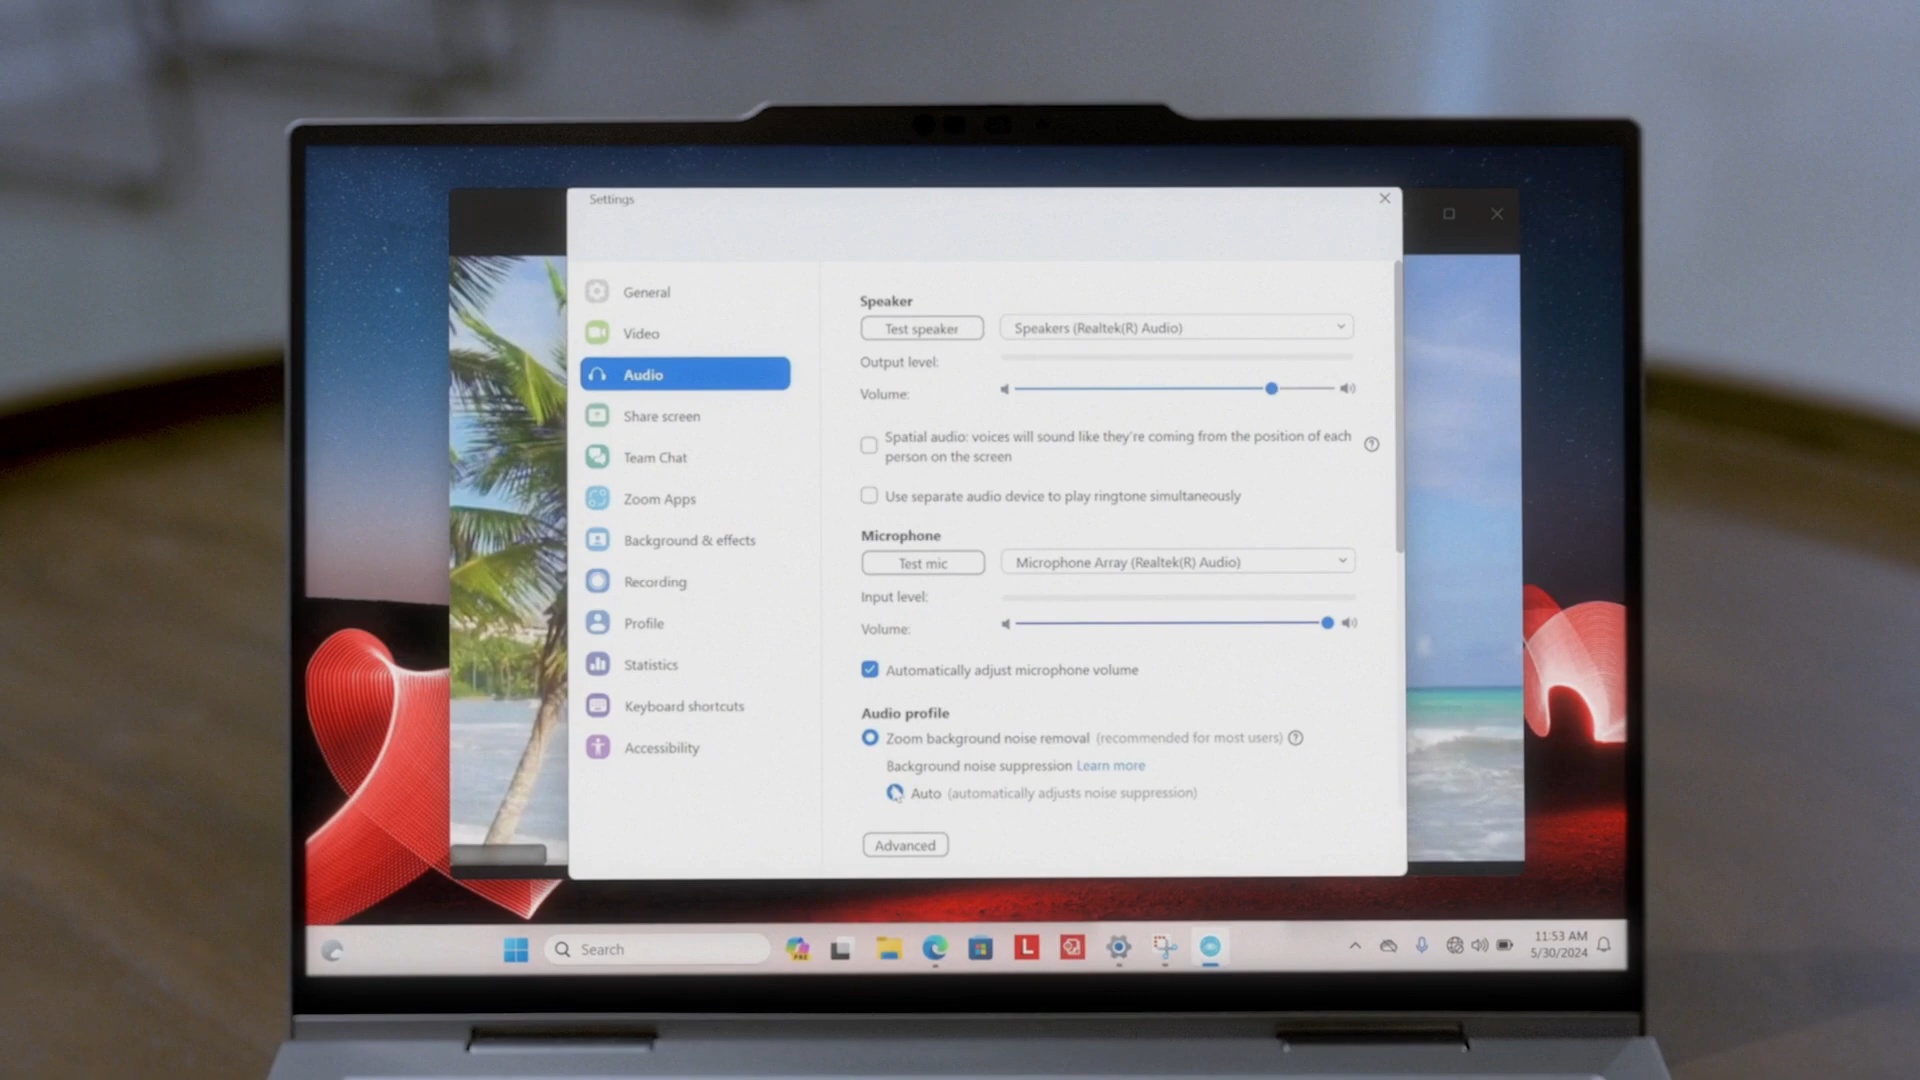 Settings
General
Video
Audio
Share screen
Team Chat
Zoom Apps
Background & effects
Recording
Profile
Statistics
Keyboard shortcuts
Accessibility
Speaker
Test speaker
Speakers (Realtek(R) Audio)
Output level:
Volume:
Spatial audio: voices will sound like they're coming from the position of each
person on the screen
Use separate audio device to play ringtone simultaneously
Microphone
Test mic
Microphone Array (Realtek(R) Audio)
Input level:
Volume:
Automatically adjust microphone volume
Audio profile
Zoom background noise removal (recommended for most users)
Background noise suppression Learn more
Auto (automatically adjusts noise suppression)
Advanced
Search
PRE
L
11:53 AM
5/30/2024